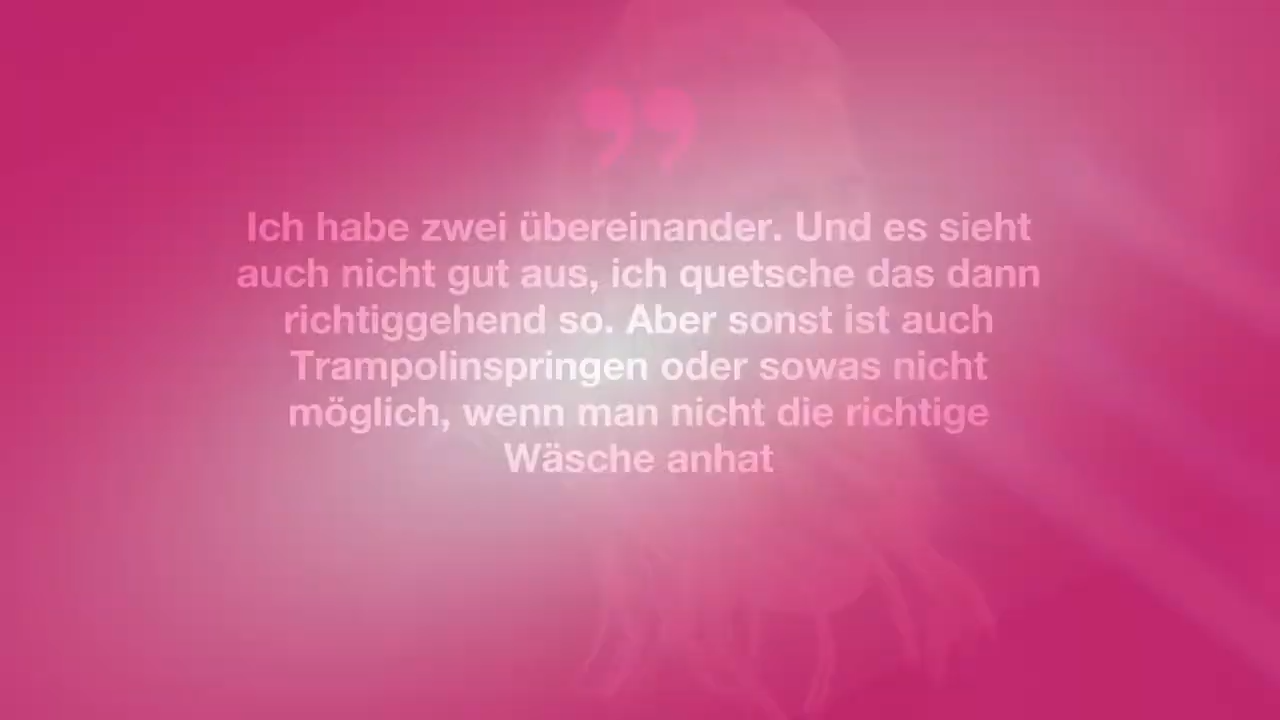 ”
Ich habe zwei übereinander. Und es sieht
auch nicht gut aus, ich quetsche das dann
richtiggehend so. Aber sonst ist auch
Trampolinspringen oder sowas nicht
möglich, wenn man nicht die richtige
Wäsche anhat